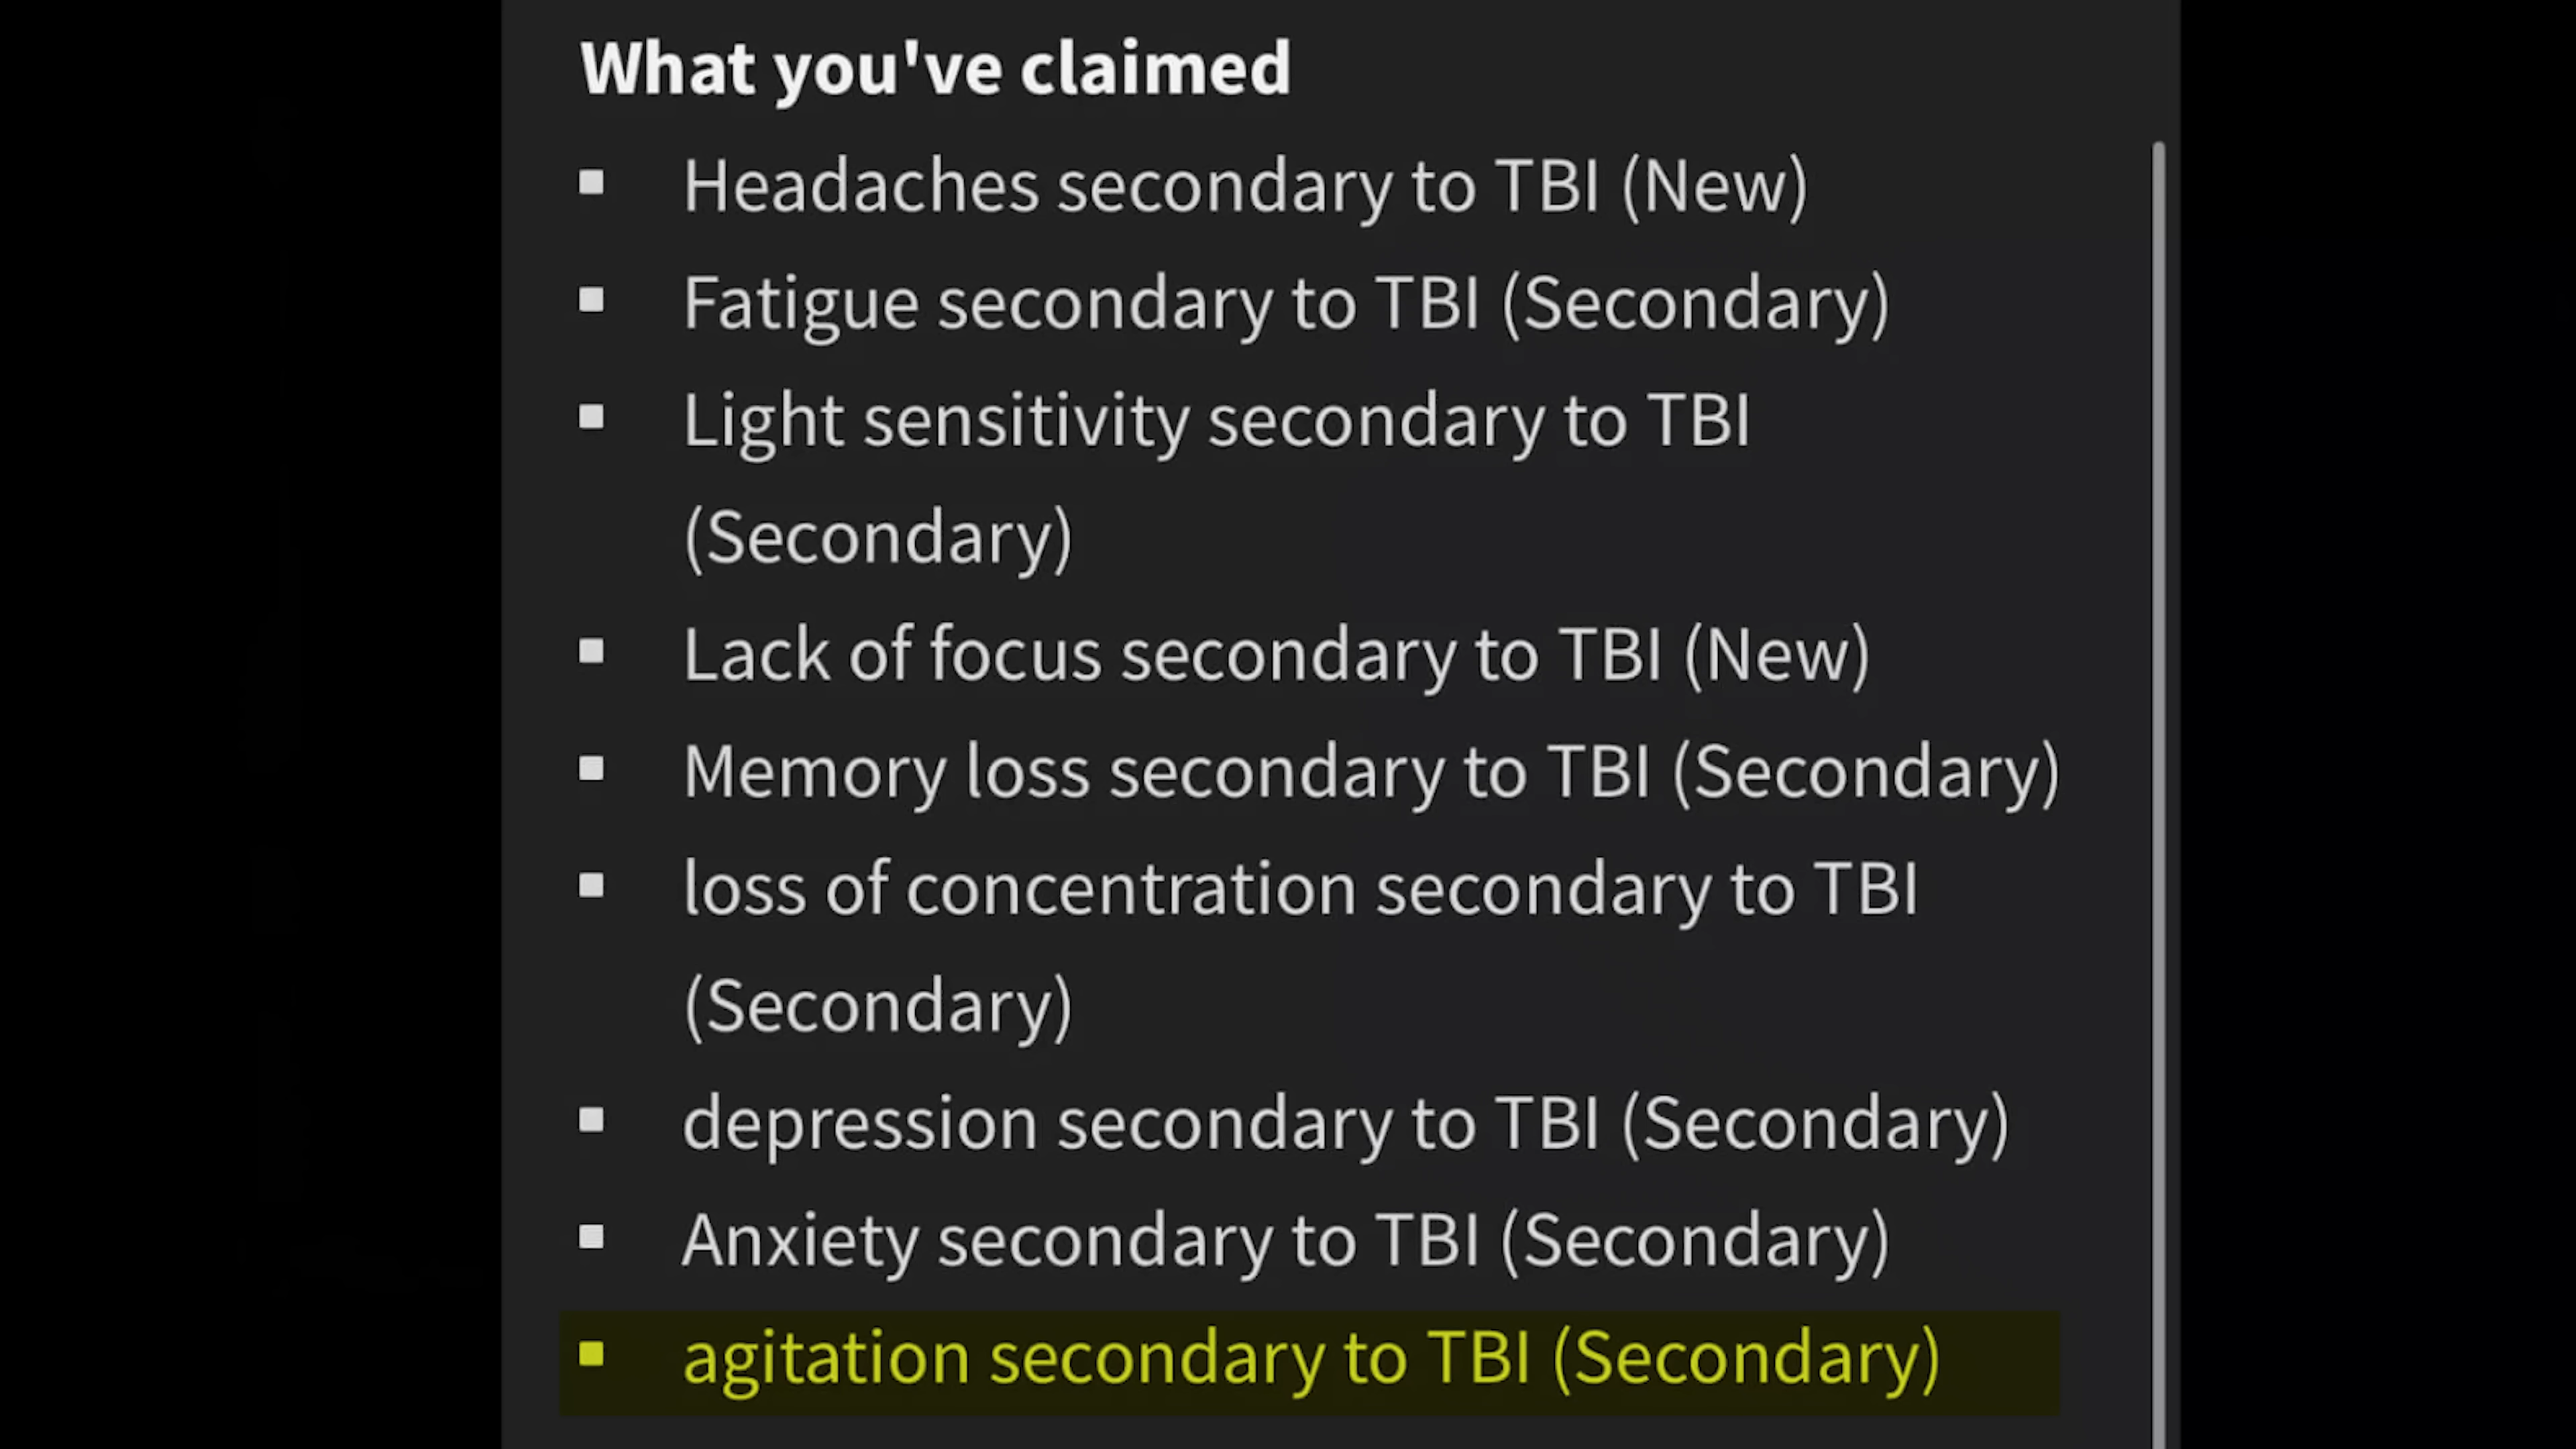 What you've claimed
▪ Headaches secondary to TBI (New)
▪ Fatigue secondary to TBI (Secondary)
▪ Light sensitivity secondary to TBI
(Secondary)
▪ Lack of focus secondary to TBI (New)
▪ Memory loss secondary to TBI (Secondary)
▪ loss of concentration secondary to TBI
(Secondary)
▪ depression secondary to TBI (Secondary)
▪ Anxiety secondary to TBI (Secondary)
▪ agitation secondary to TBI (Secondary)